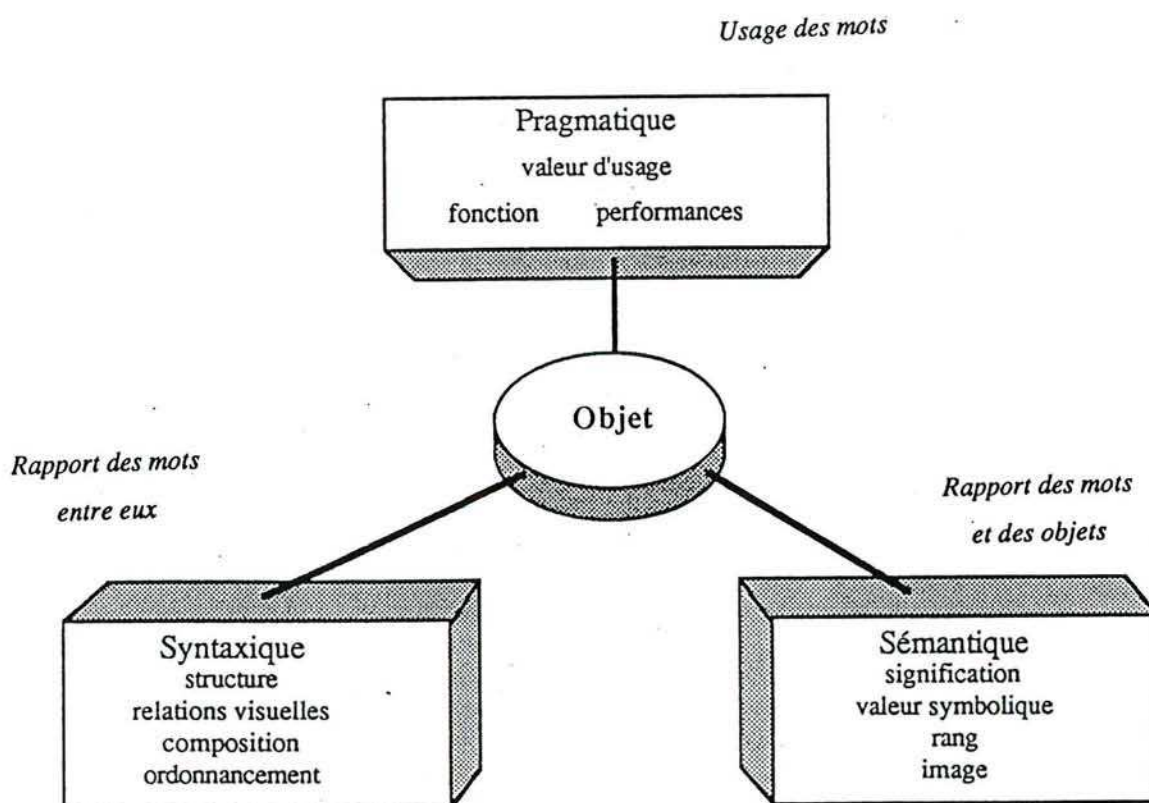 Usage des mots
Pragmatique
valeur d'usage
fonction performances
Objet
Rapport des mots
entre eux
Rapport des mots
et des objets
Syntaxique
structure
relations visuelles
composition
ordonnancement
Sémantique
signification
valeur symbolique
rang
image